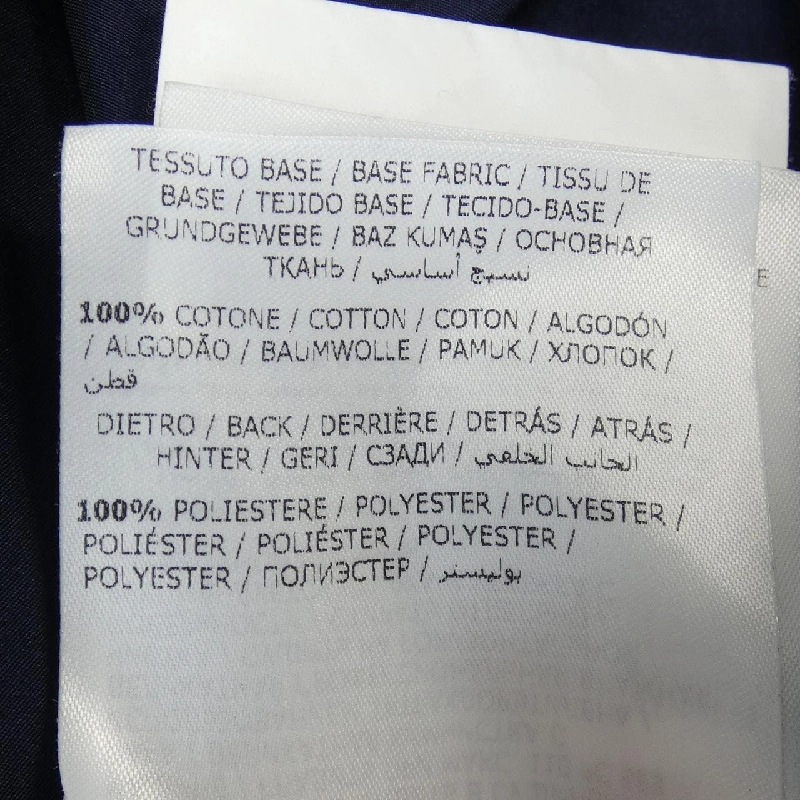 TESSUTO BASE / BASE FABRIC / TISSU DE
BASE / TEJIDO BASE / TECIDO-BASE /
GRUNDGEWEBE / BAZ KUMAŞ / ОСНОВНАЯ
ТКАНЬ / نسيج أساسي
100% COTONE / COTTON / COTON / ALGODÓN
/ ALGODÃO / BAUMWOLLE / PAMUK / ХЛОПОК /
قطن
DIETRO / BACK / DERRIÈRE / DETRÁS / ATRÁS /
HINTER / GERI / СЗАДИ / الجانب الخلفي
100% POLIESTERE / POLYESTER / POLYESTER /
POLIÉSTER / POLIÉSTER / POLYESTER /
POLYESTER / ПОЛИЭСТЕР / بوليستر
E